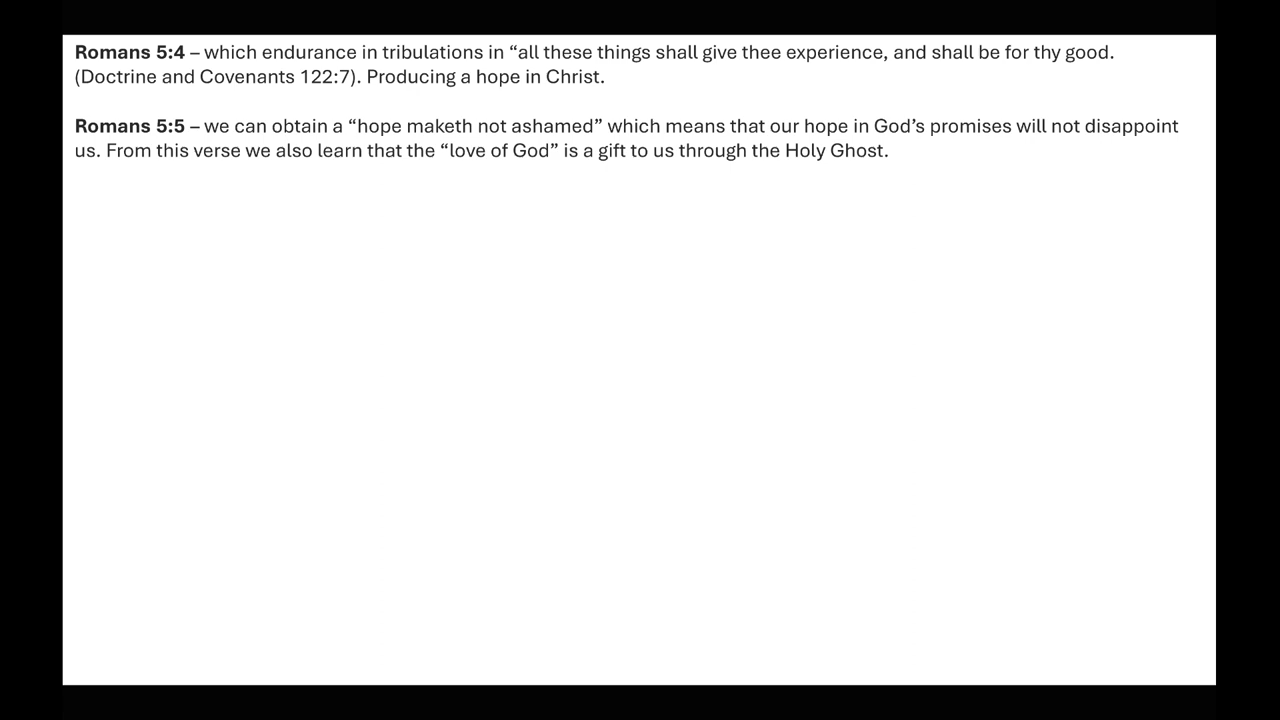 Romans 5:4 – which endurance in tribulations in “all these things shall give thee experience, and shall be for thy good.
(Doctrine and Covenants 122:7). Producing a hope in Christ.
Romans 5:5 – we can obtain a “hope maketh not ashamed” which means that our hope in God’s promises will not disappoint
us. From this verse we also learn that the “love of God” is a gift to us through the Holy Ghost.